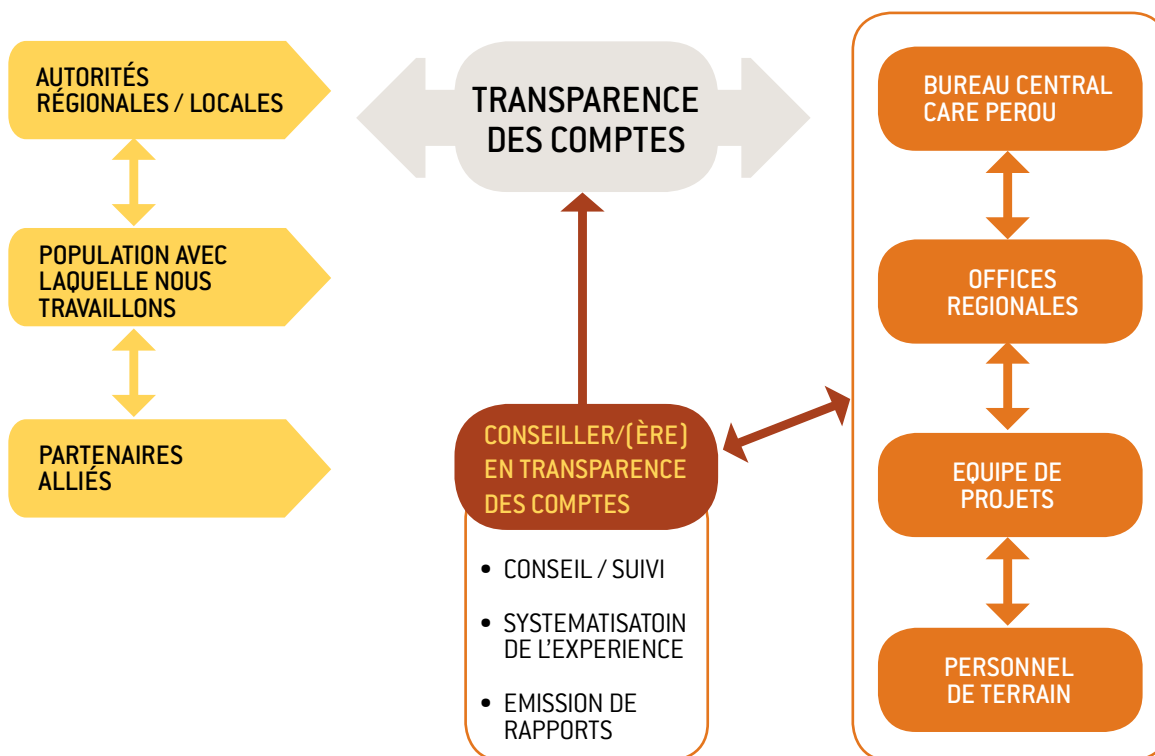 AUTORITÉS
RÉGIONALES / LOCALES
POPULATION AVEC
LAQUELLE NOUS
TRAVAILLONS
PARTENAIRES
ALLIÉS
TRANSPARENCE
DES COMPTES
CONSEILLER/(ÈRE)
EN TRANSPARENCE
DES COMPTES
• CONSEIL / SUIVI
• SYSTEMATISATOIN
DE L'EXPERIENCE
• EMISSION DE
RAPPORTS
BUREAU CENTRAL
CARE PEROU
OFFICES
REGIONALES
EQUIPE DE
PROJETS
PERSONNEL
DE TERRAIN